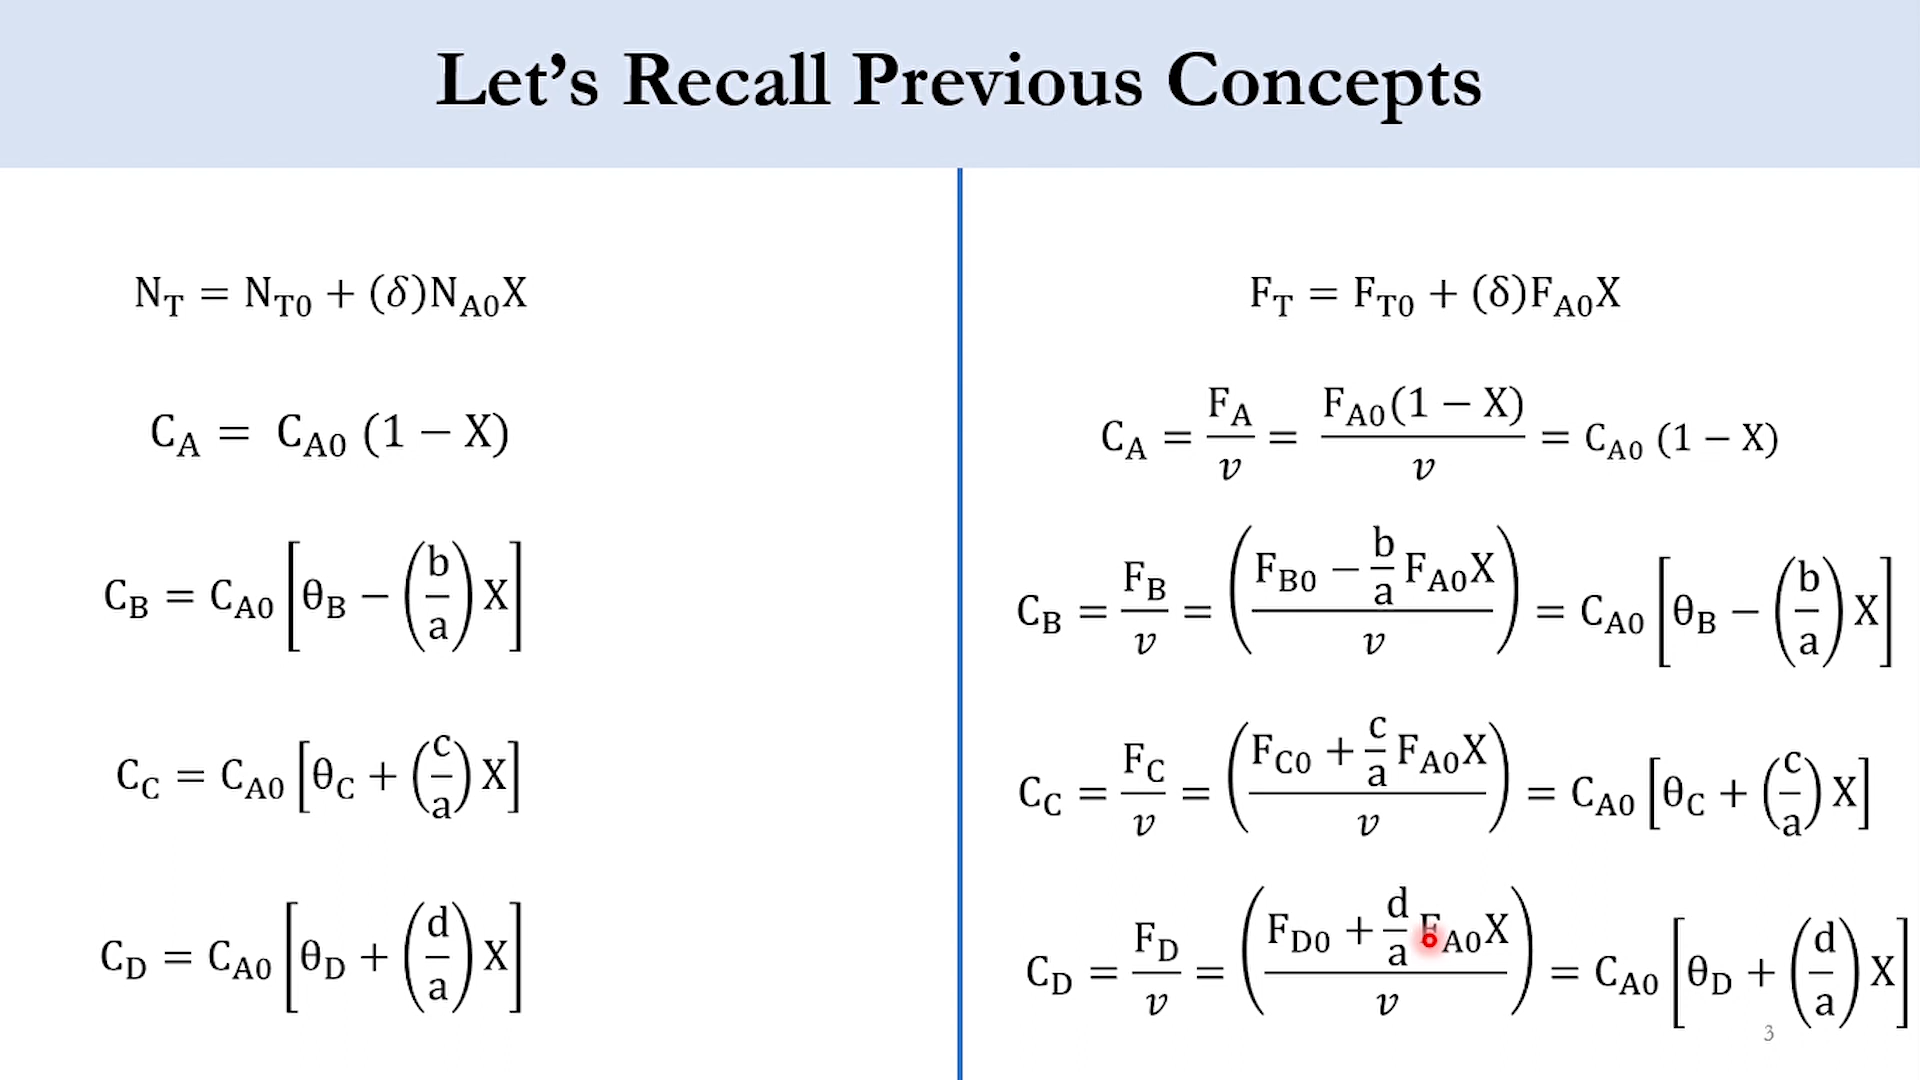 Let's Recall Previous Concepts
N_T = N_T0 + (δ)N_A0X
C_A = C_A0 (1 − X)
C_B = C_A0 [θ_B − (b/a) X]
C_C = C_A0 [θ_C + (c/a) X]
C_D = C_A0 [θ_D + (d/a) X]
F_T = F_T0 + (δ)F_A0X
C_A = F_A/v = F_A0(1 − X)/v = C_A0 (1 − X)
C_B = F_B/v = ((F_B0 − b/a F_A0X)/v) = C_A0 [θ_B − (b/a) X]
C_C = F_C/v = ((F_C0 + c/a F_A0X)/v) = C_A0 [θ_C + (c/a) X]
C_D = F_D/v = ((F_D0 + d/a F_A0X)/v) = C_A0 [θ_D + (d/a) X]
3